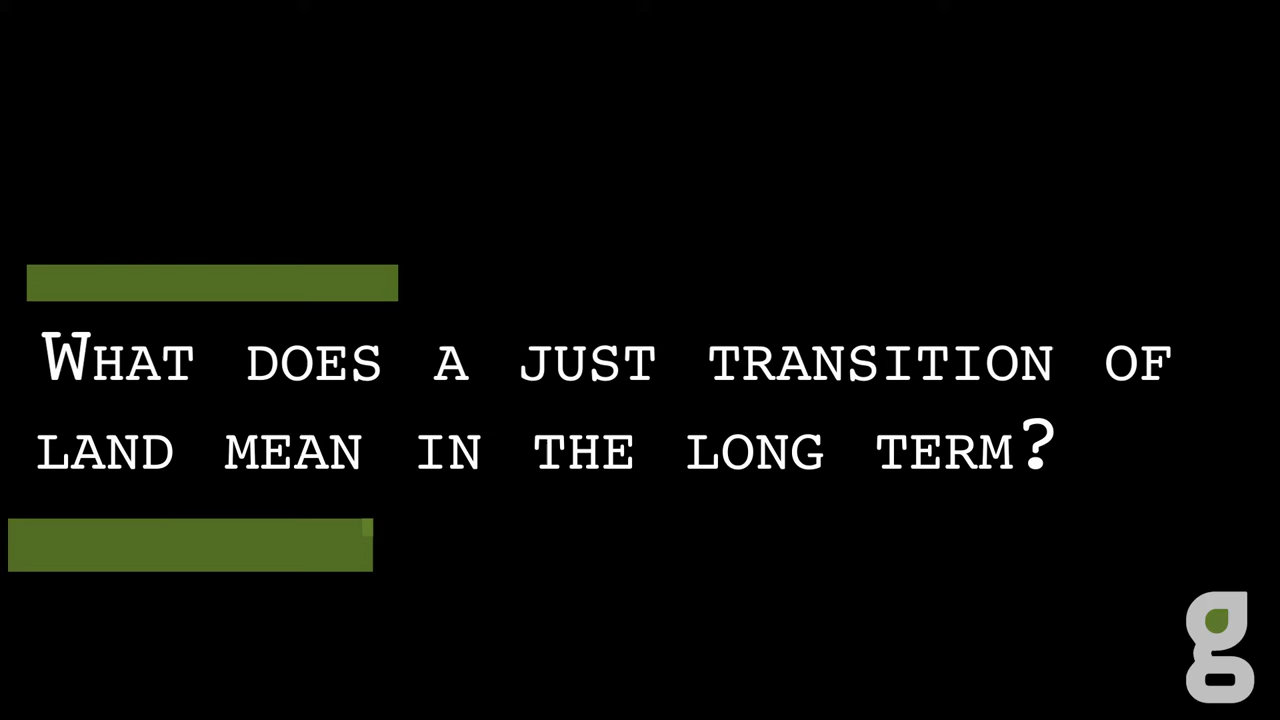 What does a just transition of
land mean in the long term?
g